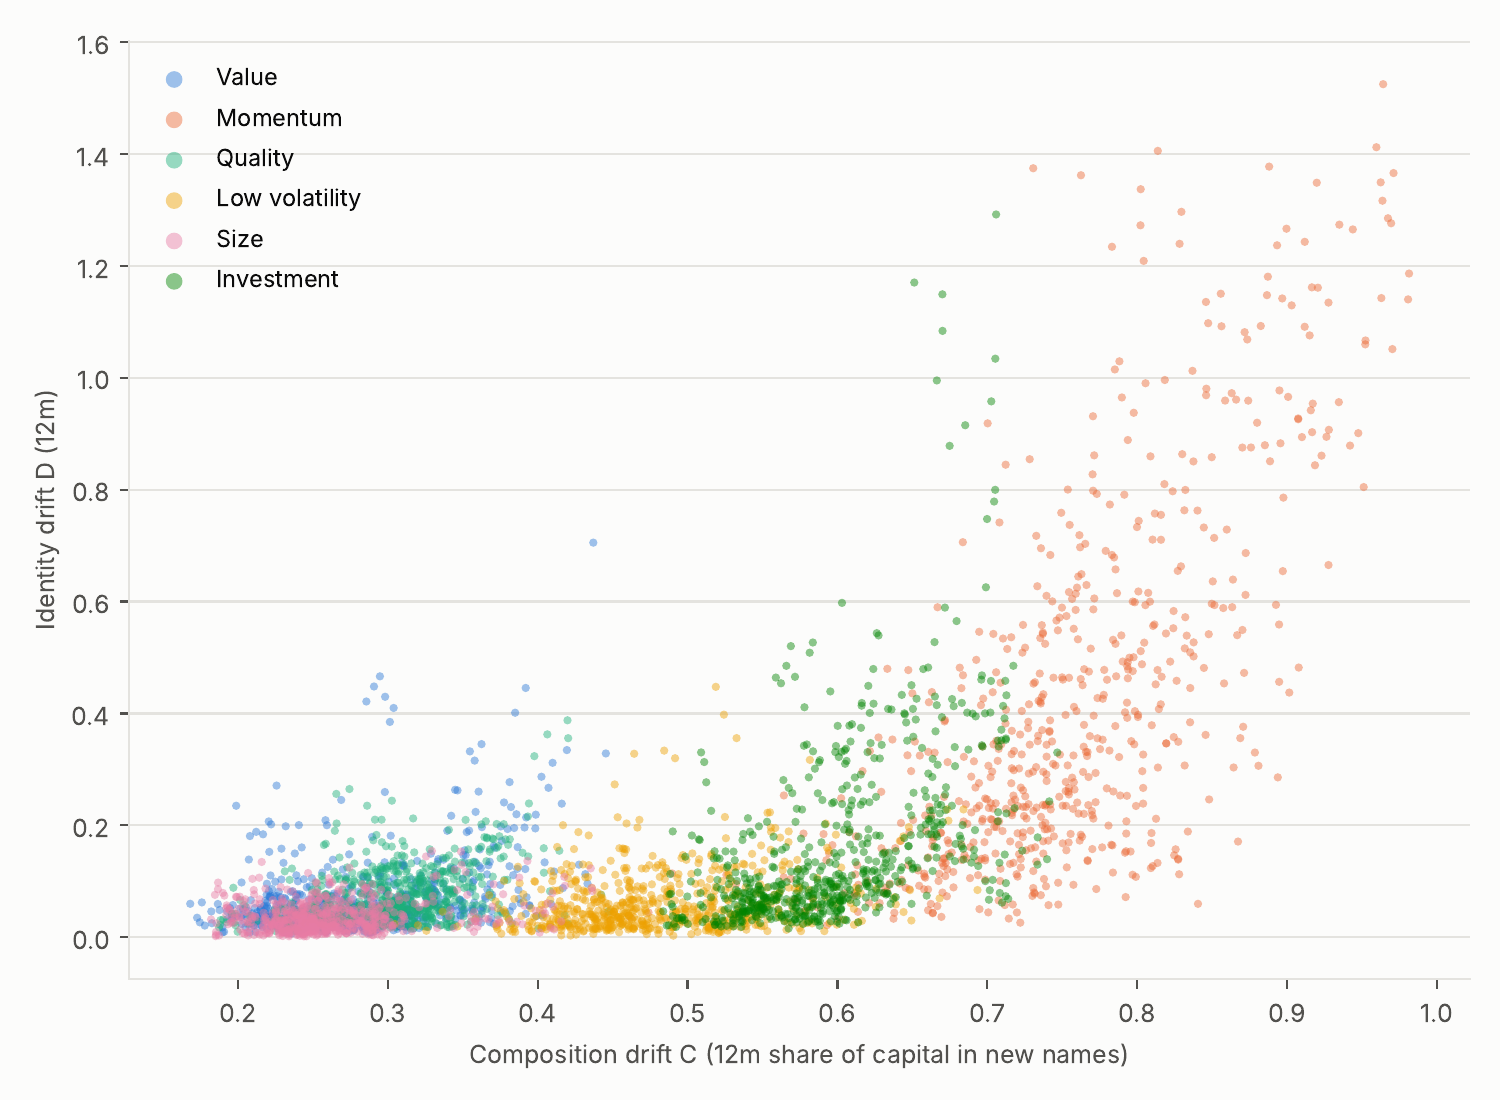 1.6
1.4
1.2
1.0
0.8
0.6
0.4
0.2
0.0
Identity drift D (12m)
Value
Momentum
Quality
Low volatility
Size
Investment
0.2 0.3 0.4 0.5 0.6 0.7 0.8 0.9 1.0
Composition drift C (12m share of capital in new names)